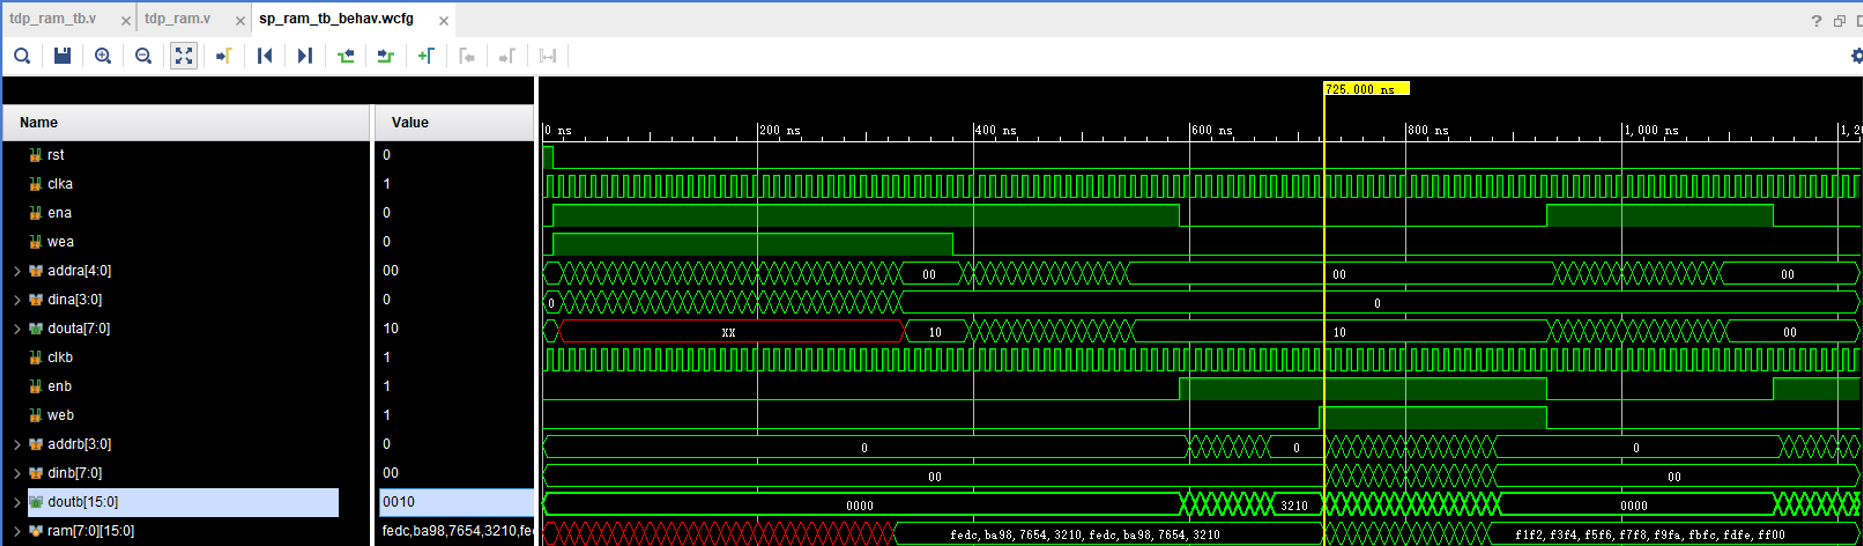 tdp_ram_tb.v × tdp_ram.v × sp_ram_tb_behav.wcfg × ?
725.000 ns
Name Value 0 ns 200 ns 400 ns 600 ns 800 ns 1,000 ns 1,2
rst 0
clka 1
ena 0
wea 0
addra[4:0] 00 00 00 00
dina[3:0] 0 0 0
douta[7:0] 10 XX 10 10 00
clkb 1
enb 1
web 1
addrb[3:0] 0 0 0 0
dinb[7:0] 00 00 00
doutb[15:0] 0010 0000 3210 0000
ram[7:0][15:0] fedc,ba98,7654,3210,fe fedc, ba98, 7654, 3210, fedc, ba98, 7654, 3210 f1f2, f3f4, f5f6, f7f8, f9fa, fbfc, fdfe, ff00